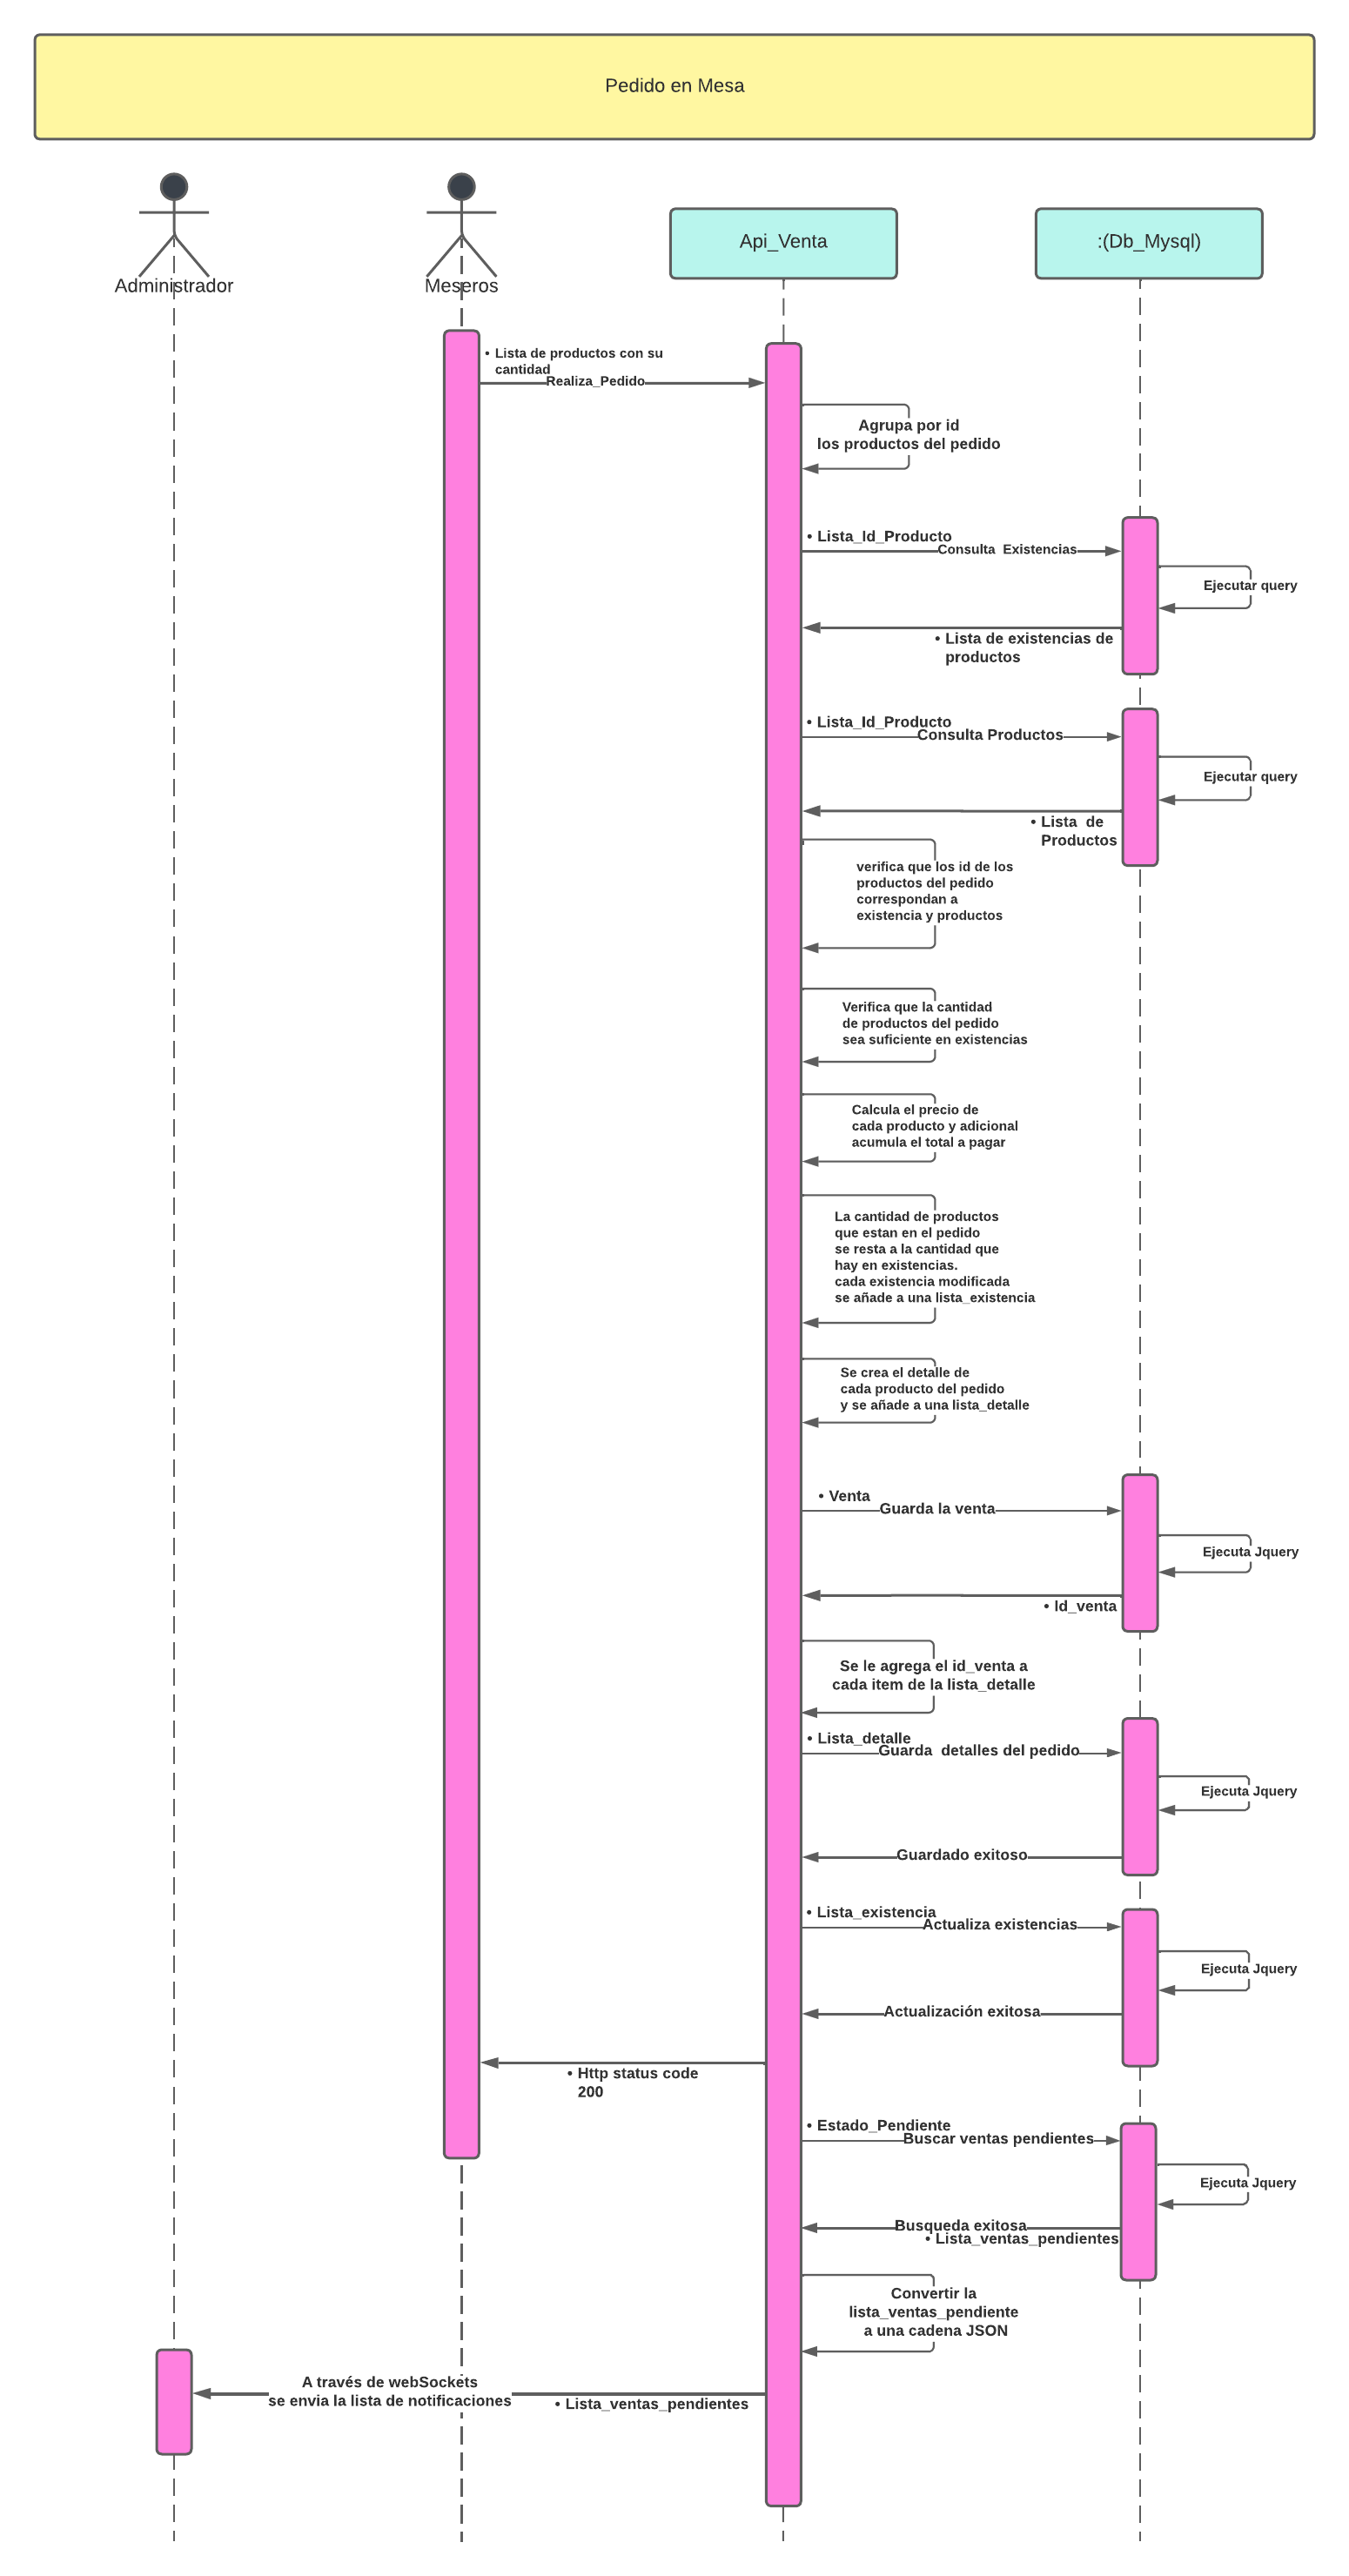 Pedido en Mesa
Administrador
Meseros
Api_Venta
:(Db_Mysql)
• Lista de productos con su
cantidad
Realiza_Pedido
Agrupa por id
los productos del pedido
• Lista_Id_Producto
Consulta  Existencias
Ejecutar query
• Lista de existencias de
productos
• Lista_Id_Producto
Consulta Productos
Ejecutar query
• Lista  de
Productos
verifica que los id de los
productos del pedido
correspondan a
existencia y productos
Verifica que la cantidad
de productos del pedido
sea suficiente en existencias
Calcula el precio de
cada producto y adicional
acumula el total a pagar
La cantidad de productos
que estan en el pedido
se resta a la cantidad que
hay en existencias.
cada existencia modificada
se añade a una lista_existencia
Se crea el detalle de
cada producto del pedido
y se añade a una lista_detalle
• Venta
Guarda la venta
Ejecuta Jquery
• Id_venta
Se le agrega el id_venta a
cada item de la lista_detalle
• Lista_detalle
Guarda  detalles del pedido
Ejecuta Jquery
Guardado exitoso
• Lista_existencia
Actualiza existencias
Ejecuta Jquery
Actualización exitosa
• Http status code
200
• Estado_Pendiente
Buscar ventas pendientes
Ejecuta Jquery
Busqueda exitosa
• Lista_ventas_pendientes
Convertir la
lista_ventas_pendiente
a una cadena JSON
A través de webSockets
se envia la lista de notificaciones
• Lista_ventas_pendientes